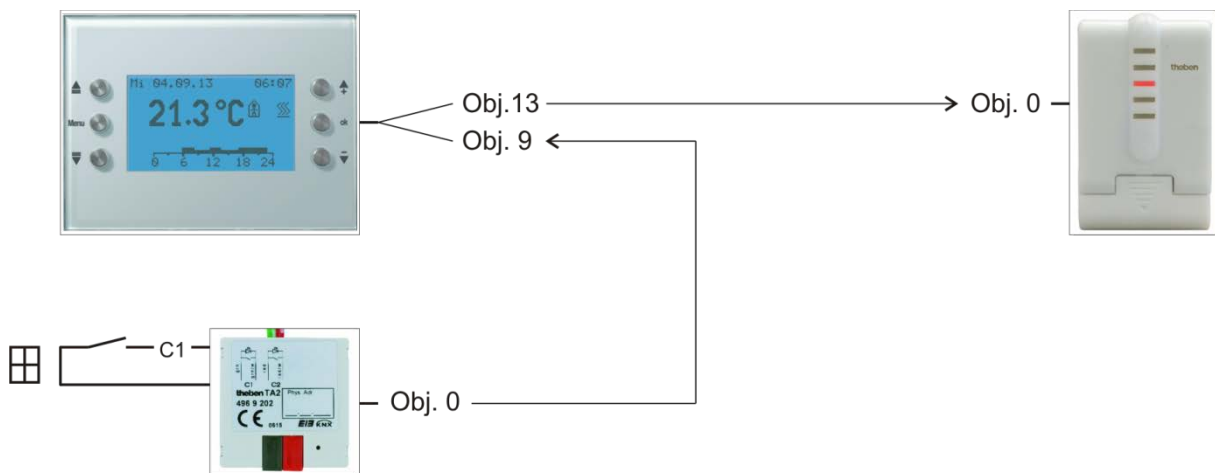 Mi 04.09.13 06:07
21.3°C
Menu
ok
0 6 12 18 24
Obj.13
Obj. 9
Obj. 0
theben
C1
C1 C2
theben TA2
496 9 202
Phys. Adr.
CE 0515
EIB KNX
Obj. 0